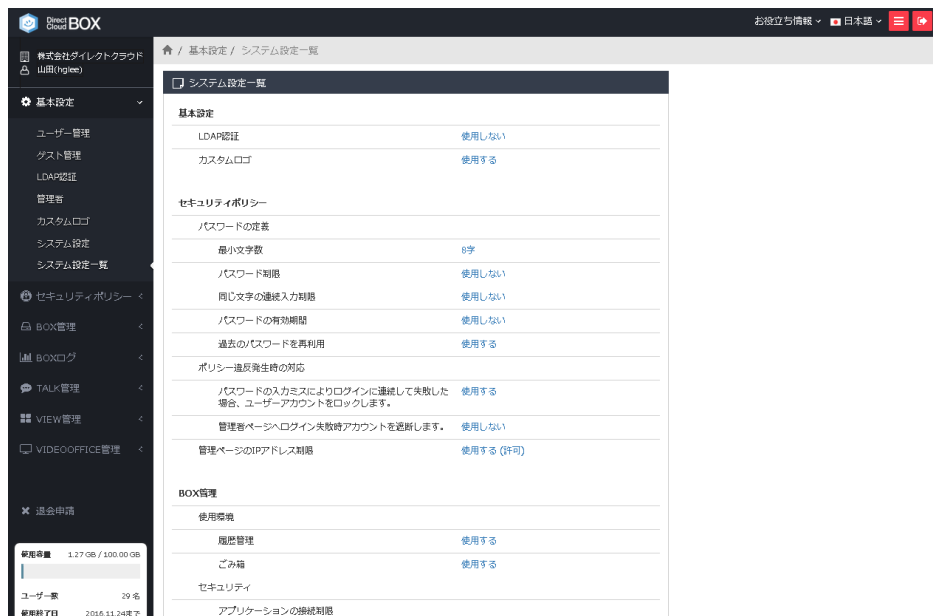 Direct Cloud BOX
お役立ち情報
日本語
株式会社ダイレクトクラウド
山田(hglee)
基本設定 / システム設定一覧
基本設定
ユーザー管理
ゲスト管理
LDAP認証
管理者
カスタムロゴ
システム設定
システム設定一覧
セキュリティポリシー
BOX管理
BOXログ
TALK管理
VIEW管理
VIDEOOFFICE管理
退会申請
使用容量 1.27 GB / 100.00 GB
ユーザー数 29 名
使用終了日 2016.11.24まで
システム設定一覧
基本設定
LDAP認証 使用しない
カスタムロゴ 使用する
セキュリティポリシー
パスワードの定義
最小文字数 8字
パスワード制限 使用しない
同じ文字の連続入力制限 使用しない
パスワードの有効期間 使用しない
過去のパスワードを再利用 使用する
ポリシー違反発生時の対応
パスワードの入力ミスによりログインに連続して失敗した 使用する
場合、ユーザーアカウントをロックします。
管理者ページへログイン失敗時アカウントを遮断します。 使用しない
管理ページのIPアドレス制限 使用する (許可)
BOX管理
使用環境
履歴管理 使用する
ごみ箱 使用する
セキュリティ
アプリケーションの接続制限